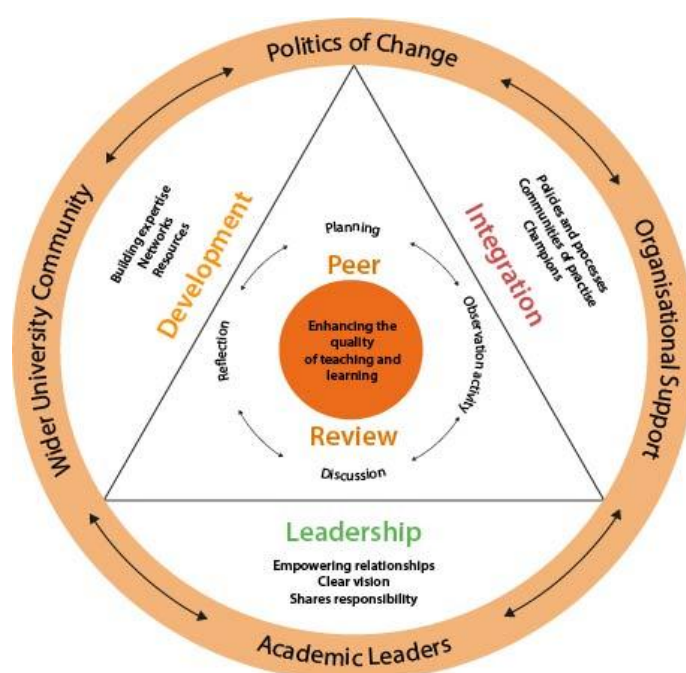 Politics of Change
Wider University Community
Organisational Support
Academic Leaders
Building expertise
Networks
Resources
Development
Policies and processes
Communities of practise
Champions
Integration
Planning
Peer
Reflection
Enhancing the
quality
of teaching and
learning
Observation activity
Review
Discussion
Leadership
Empowering relationships
Clear vision
Shares responsibility